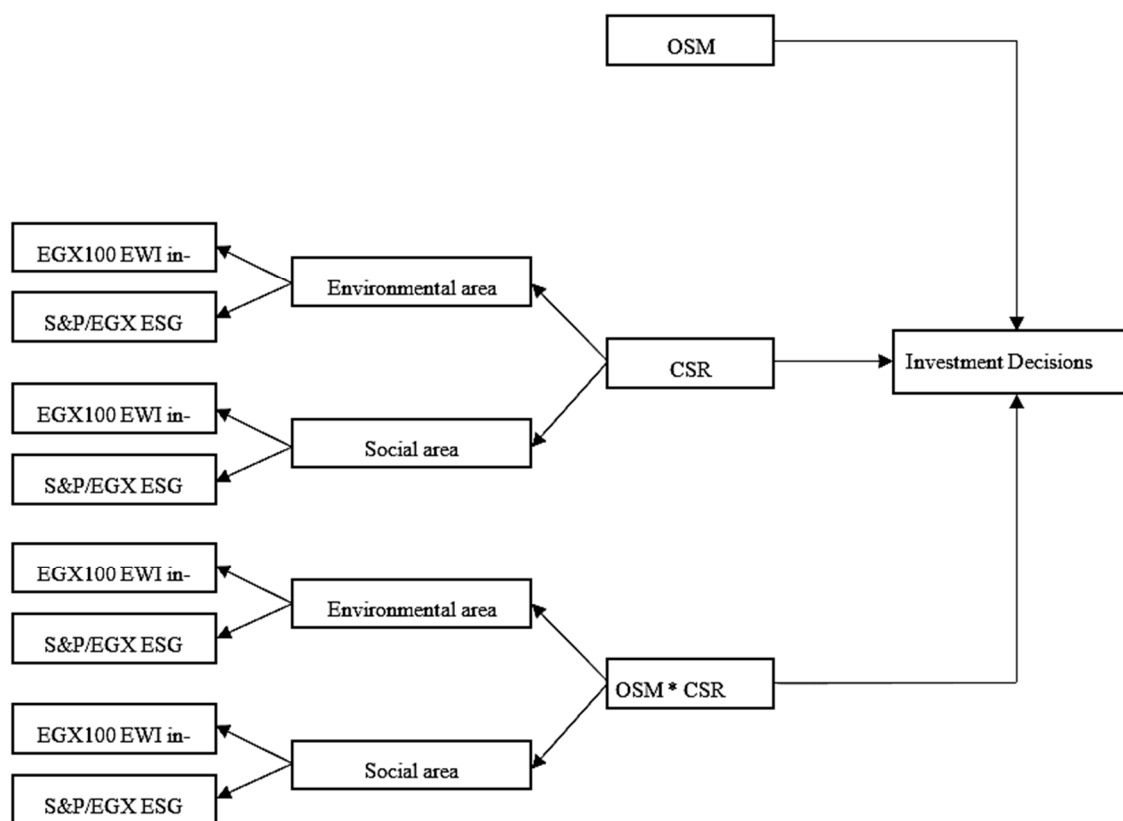 OSM
EGX100 EWI in-
Environmental area
S&P/EGX ESG
CSR
Investment Decisions
EGX100 EWI in-
Social area
S&P/EGX ESG
EGX100 EWI in-
Environmental area
S&P/EGX ESG
OSM * CSR
EGX100 EWI in-
Social area
S&P/EGX ESG